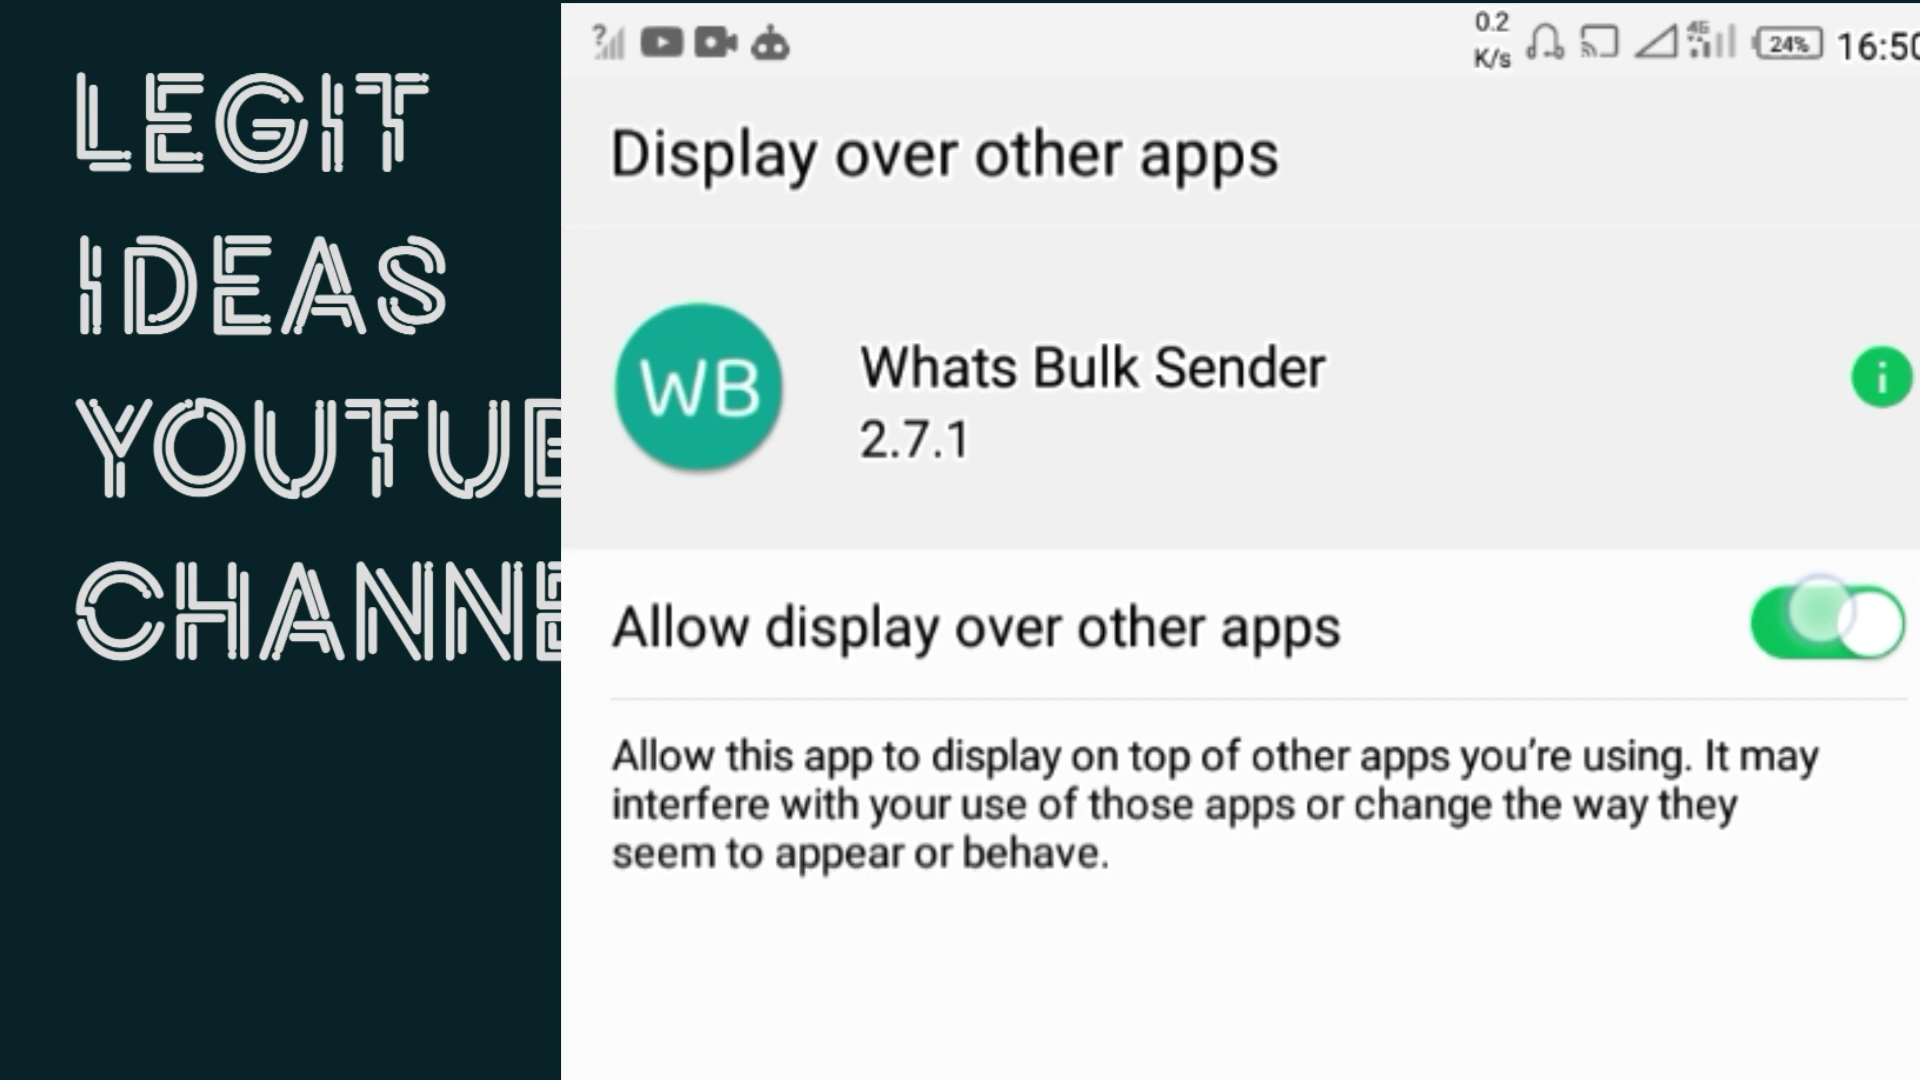 LEGIT
IDEAS
YOUTUB
CHANNE
0.2
K/s
4G
24%
16:50
Display over other apps
WB
Whats Bulk Sender
2.7.1
Allow display over other apps
Allow this app to display on top of other apps you're using. It may
interfere with your use of those apps or change the way they
seem to appear or behave.